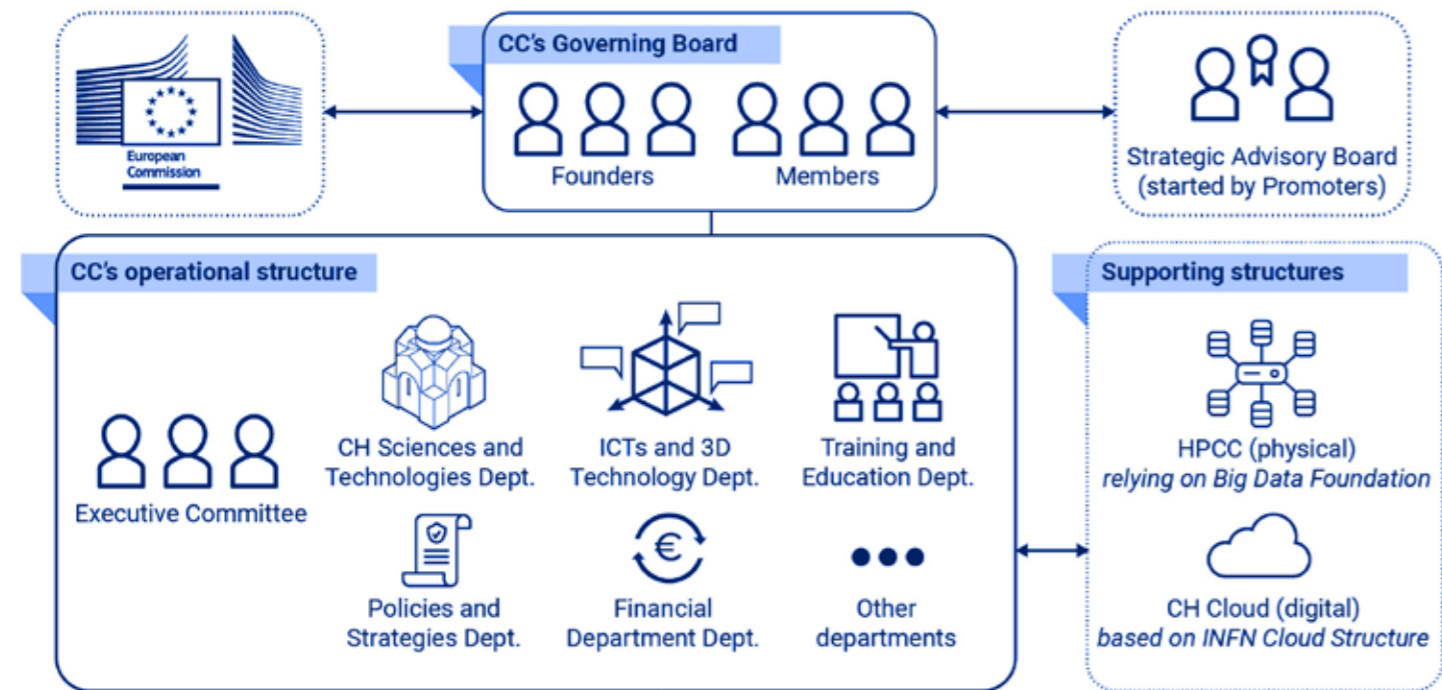 European
Commission
CC's Governing Board
Founders
Members
Strategic Advisory Board
(started by Promoters)
CC's operational structure
Executive Committee
CH Sciences and
Technologies Dept.
ICTs and 3D
Technology Dept.
Training and
Education Dept.
Policies and
Strategies Dept.
€
Financial
Department Dept.
Other
departments
Supporting structures
HPCC (physical)
relying on Big Data Foundation
CH Cloud (digital)
based on INFN Cloud Structure